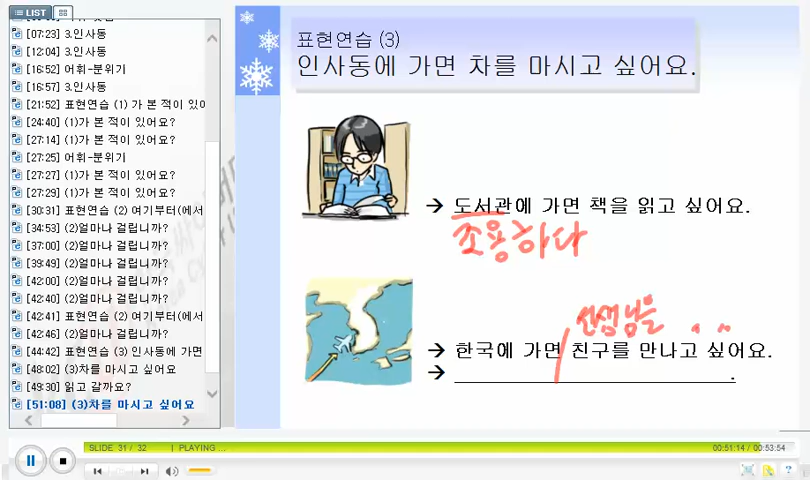 LIST
[07:23] 3.인사동
[12:04] 3.인사동
[16:52] 어휘-분위기
[16:57] 3.인사동
[21:52] 표현연습 (1) 가 본 적이 있어
[24:40] (1)가 본 적이 있어요?
[27:14] (1)가 본 적이 있어요?
[27:25] 어휘-분위기
[27:27] (1)가 본 적이 있어요?
[27:29] (1)가 본 적이 있어요?
[30:31] 표현연습 (2) 여기부터(에서
[34:53] (2)얼마나 걸립니까?
[37:00] (2)얼마나 걸립니까?
[39:49] (2)얼마나 걸립니까?
[42:00] (2)얼마나 걸립니까?
[42:40] (2)얼마나 걸립니까?
[42:41] 표현연습 (2) 여기부터(에서
[42:46] (2)얼마나 걸립니까?
[44:42] 표현연습 (3) 인사동에 가면
[48:02] (3)차를 마시고 싶어요
[49:30] 읽고 갈까요?
[51:08] (3)차를 마시고 싶어요
표현연습 (3)
인사동에 가면 차를 마시고 싶어요.
→ 도서관에 가면 책을 읽고 싶어요.
조용하다
선생님을 . ..
→ 한국에 가면 친구를 만나고 싶어요.
→ ______________________.
SLIDE 31 / 32 | PLAYING ...
00:51:14 / 00:53:54